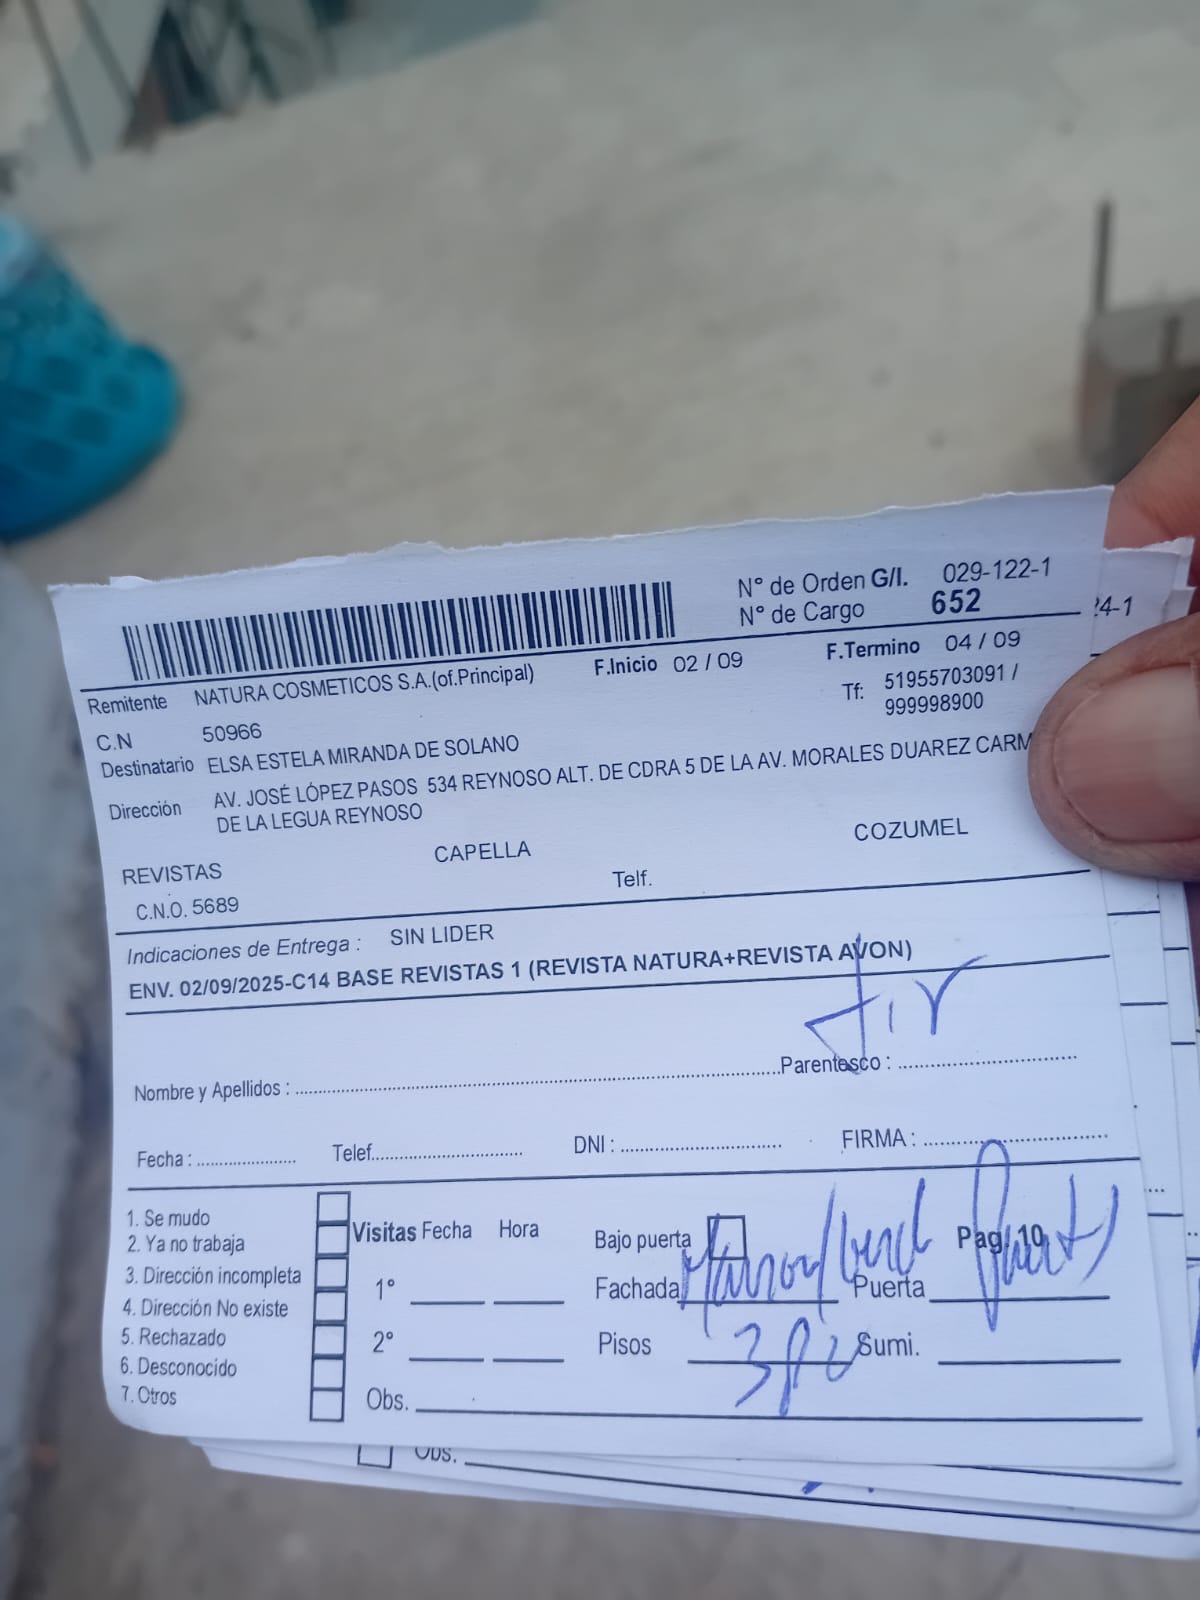 N° de Orden G/I. 029-122-1
N° de Cargo 652
24-1
Remitente NATURA COSMETICOS S.A.(of.Principal) F.Inicio 02 / 09 F.Termino 04 / 09
C.N 50966 Tf: 51955703091 /
999998900
Destinatario ELSA ESTELA MIRANDA DE SOLANO
Dirección AV. JOSÉ LÓPEZ PASOS 534 REYNOSO ALT. DE CDRA 5 DE LA AV. MORALES DUAREZ CARM
DE LA LEGUA REYNOSO
REVISTAS CAPELLA COZUMEL
C.N.O. 5689 Telf.
Indicaciones de Entrega : SIN LIDER
ENV. 02/09/2025-C14 BASE REVISTAS 1 (REVISTA NATURA+REVISTA AVON)
Nombre y Apellidos : Parentesco :
Fecha : Telef. DNI : FIRMA :
1. Se mudo
2. Ya no trabaja
3. Dirección incompleta
4. Dirección No existe
5. Rechazado
6. Desconocido
7. Otros
Visitas Fecha Hora
1°
2°
Obs.
Bajo puerta Pag. 10
Fachada Marron/verd Puerta
Pisos 3 Sumi.
Obs.